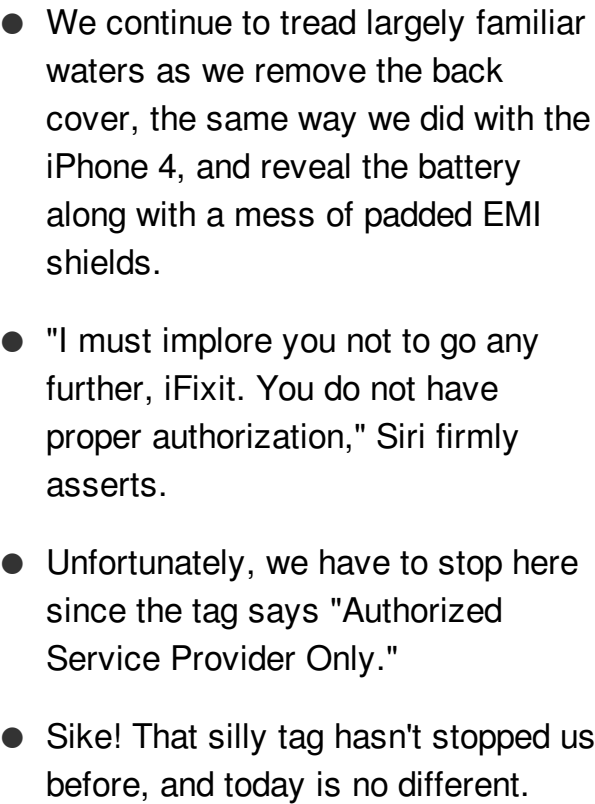 ● We continue to tread largely familiar
waters as we remove the back
cover, the same way we did with the
iPhone 4, and reveal the battery
along with a mess of padded EMI
shields.
● "I must implore you not to go any
further, iFixit. You do not have
proper authorization," Siri firmly
asserts.
● Unfortunately, we have to stop here
since the tag says "Authorized
Service Provider Only."
● Sike! That silly tag hasn't stopped us
before, and today is no different.